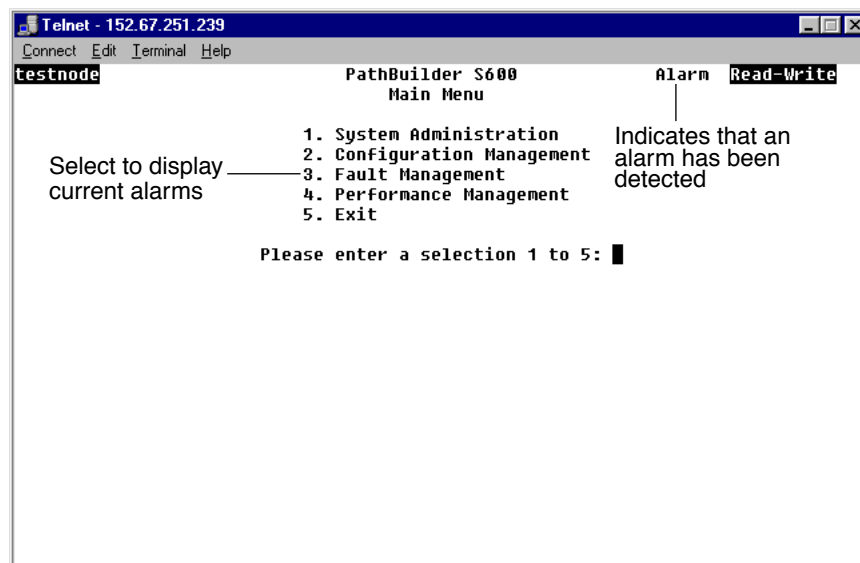 Telnet - 152.67.251.239
Connect Edit Terminal Help
testnode PathBuilder S600 Alarm Read-Write
Main Menu
1. System Administration
2. Configuration Management
3. Fault Management
4. Performance Management
5. Exit
Select to display
current alarms
Indicates that an
alarm has been
detected
Please enter a selection 1 to 5: